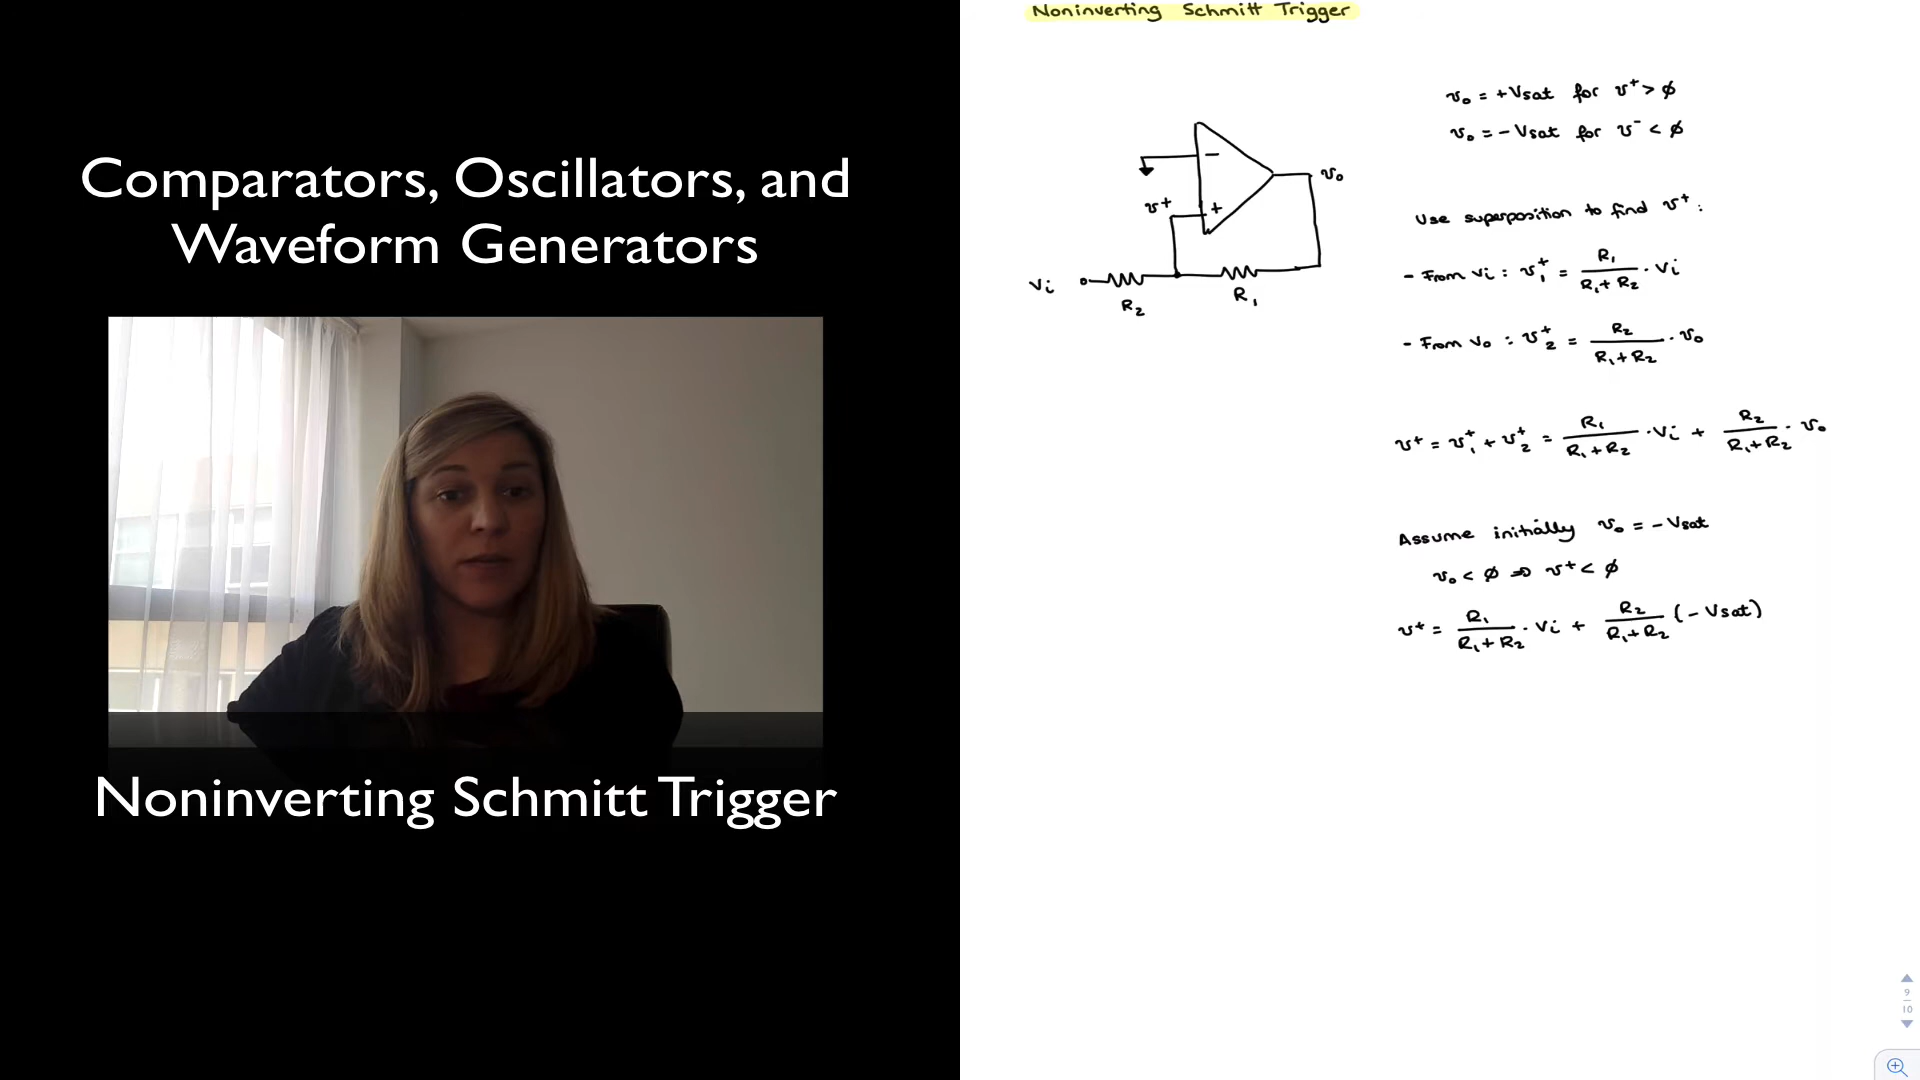 Comparators, Oscillators, and
Waveform Generators
Noninverting Schmitt Trigger
Noninverting Schmitt Trigger
v₀ = +Vsat for v⁺ > ϕ
v₀ = - Vsat for v⁻ < ϕ
−
+
v⁺
v₀
Vi
R₂
R₁
Use superposition to find v⁺ :
- From Vi : v₁⁺ = R₁ / (R₁ + R₂) · Vi
- From V₀ : v₂⁺ = R₂ / (R₁ + R₂) · v₀
v⁺ = v₁⁺ + v₂⁺ = R₁ / (R₁ + R₂) · Vi + R₂ / (R₁ + R₂) · v₀
Assume initially v₀ = - Vsat
v₀ < ϕ ⇒ v⁺ < ϕ
v⁺ = R₁ / (R₁ + R₂) · Vi + R₂ / (R₁ + R₂) (- Vsat)
9
10